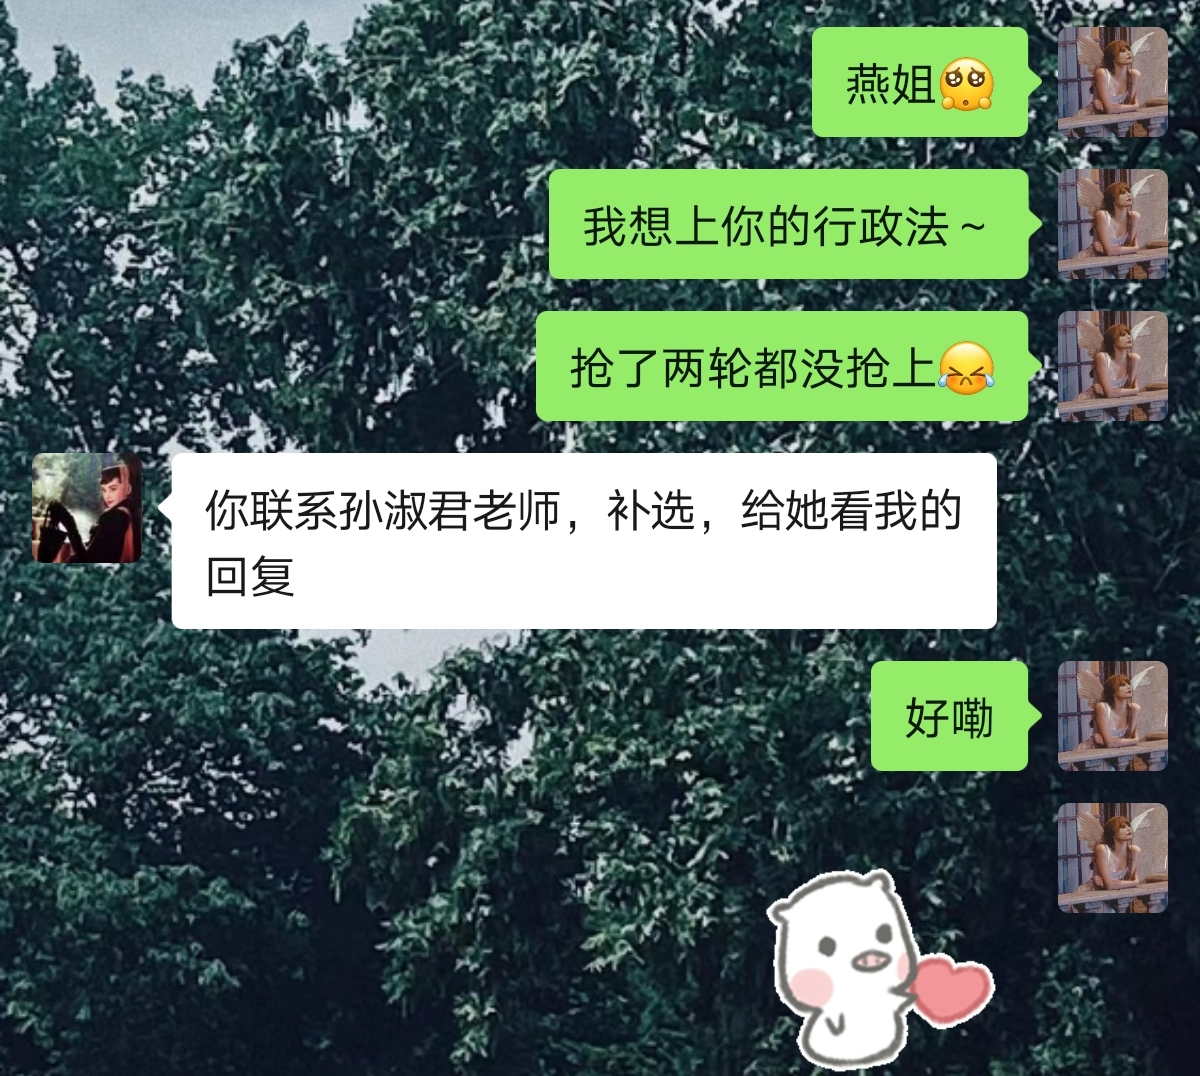 燕姐🥺
我想上你的行政法～
抢了两轮都没抢上😭
你联系孙淑君老师，补选，给她看我的
回复
好嘞